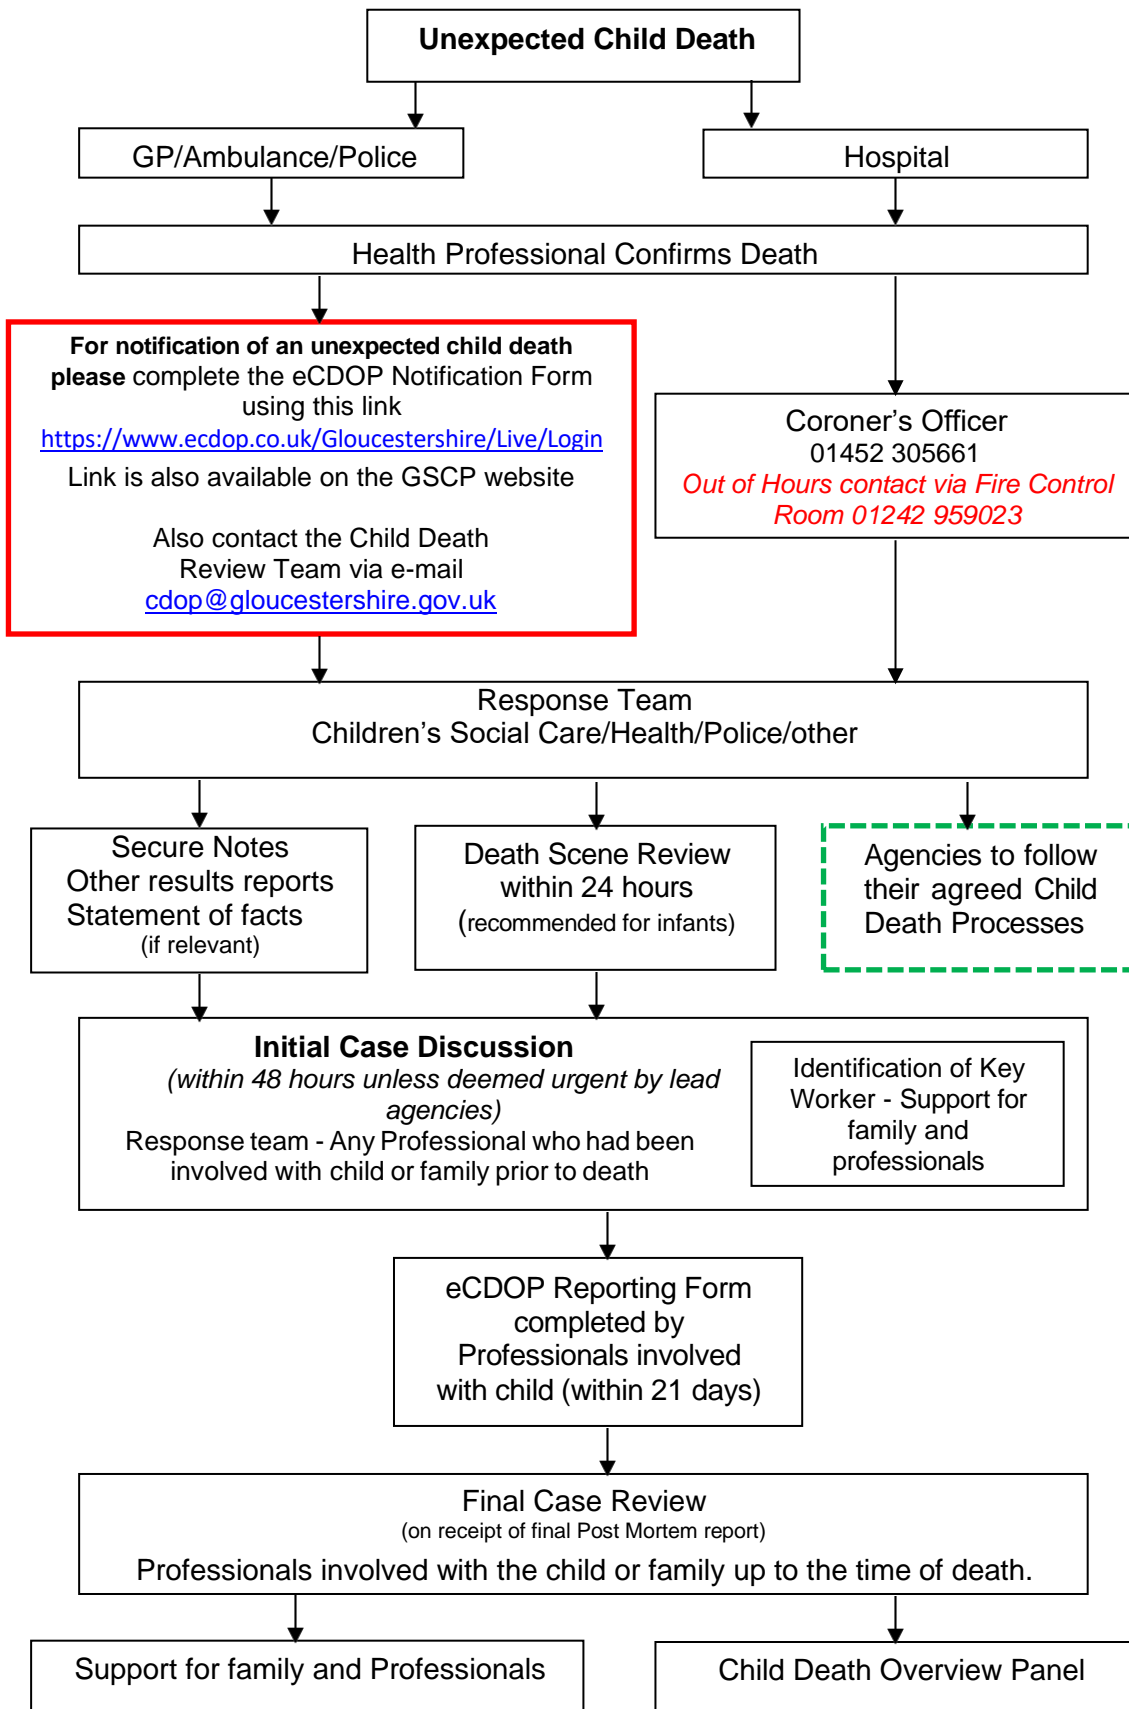 Unexpected Child Death
GP/Ambulance/Police
Hospital
Health Professional Confirms Death
For notification of an unexpected child death
please complete the eCDOP Notification Form
using this link
https://www.ecdop.co.uk/Gloucestershire/Live/Login
Link is also available on the GSCP website
Also contact the Child Death
Review Team via e-mail
cdop@gloucestershire.gov.uk
Coroner's Officer
01452 305661
Out of Hours contact via Fire Control
Room 01242 959023
Response Team
Children's Social Care/Health/Police/other
Secure Notes
Other results reports
Statement of facts
(if relevant)
Death Scene Review
within 24 hours
(recommended for infants)
Agencies to follow
their agreed Child
Death Processes
Initial Case Discussion
(within 48 hours unless deemed urgent by lead
agencies)
Response team - Any Professional who had been
involved with child or family prior to death
Identification of Key
Worker - Support for
family and
professionals
eCDOP Reporting Form
completed by
Professionals involved
with child (within 21 days)
Final Case Review
(on receipt of final Post Mortem report)
Professionals involved with the child or family up to the time of death.
Support for family and Professionals
Child Death Overview Panel